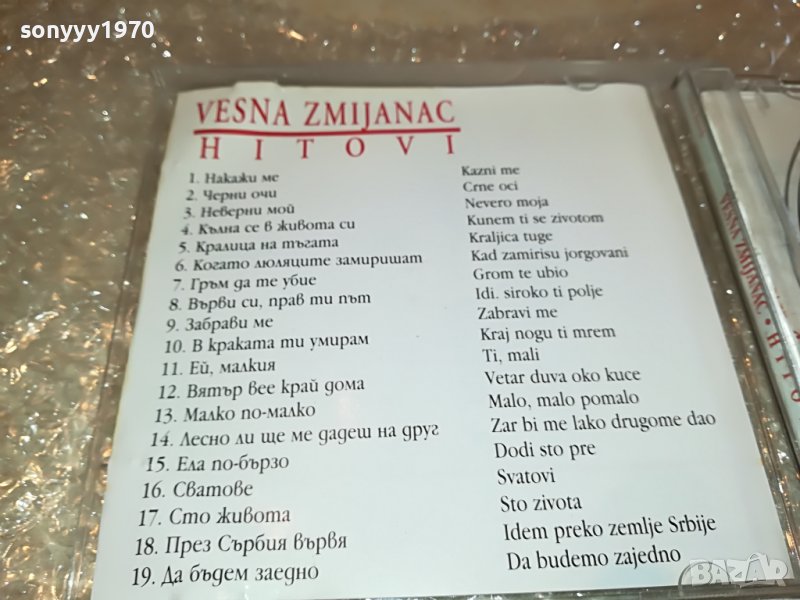 sonyyy1970
VESNA ZMIJANAC
HITOVI
1. Накажи ме Kazni me
2. Черни очи Crne oci
3. Неверни мой Nevero moja
4. Кълна се в живота си Kunem ti se zivotom
5. Кралица на тъгата Kraljica tuge
6. Когато люляците замиришат Kad zamirisu jorgovani
7. Гръм да те убие Grom te ubio
8. Върви си, прав ти път Idi. siroko ti polje
9. Забрави ме Zabravi me
10. В краката ти умирам Kraj nogu ti mrem
11. Ей, малкия Ti, mali
12. Вятър вее край дома Vetar duva oko kuce
13. Малко по-малко Malo, malo pomalo
14. Лесно ли ще ме дадеш на друг Zar bi me lako drugome dao
15. Ела по-бързо Dodi sto pre
16. Сватове Svatovi
17. Сто живота Sto zivota
18. През Сърбия вървя Idem preko zemlje Srbije
19. Да бъдем заедно Da budemo zajedno
VESNA ZMIJANAC • HITO
BAZAR